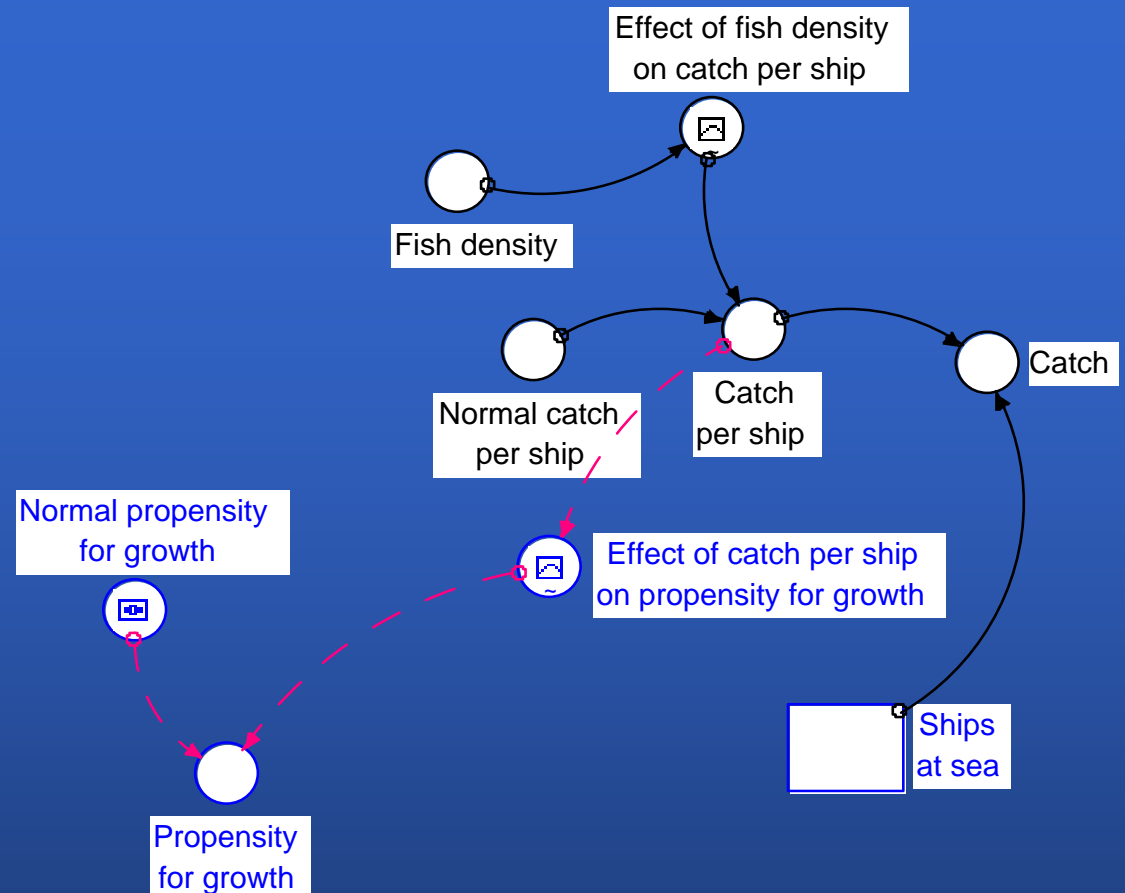 Effect of fish density
on catch per ship
Fish density
Normal catch
per ship
Catch
per ship
Catch
Normal propensity
for growth
Effect of catch per ship
on propensity for growth
Ships
at sea
Propensity
for growth